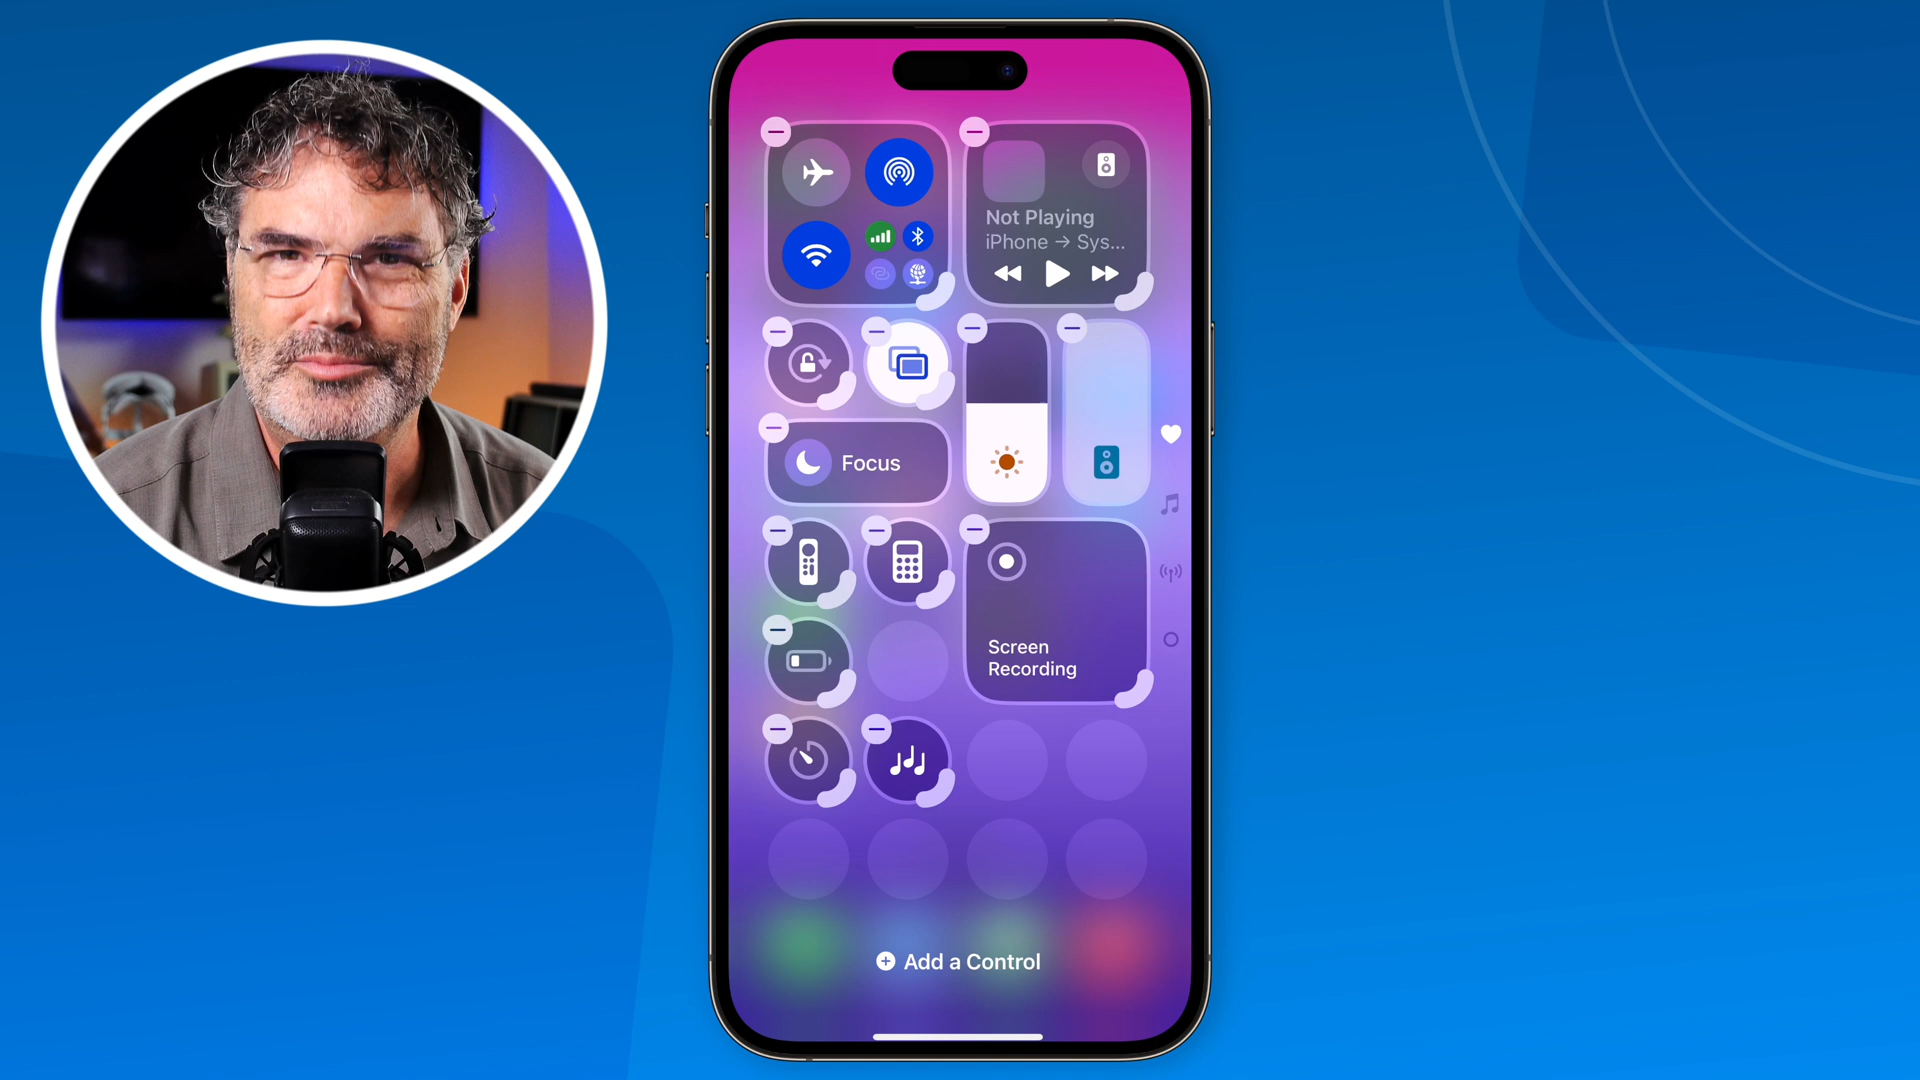 Not Playing
iPhone → Sys...
Focus
Screen
Recording
Add a Control